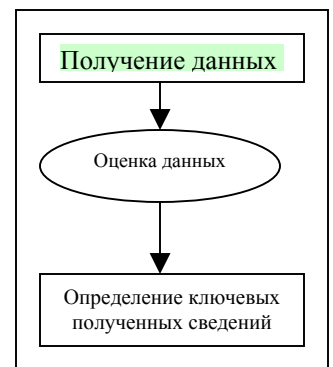 Получение данных
Оценка данных
Определение ключевых
полученных сведений